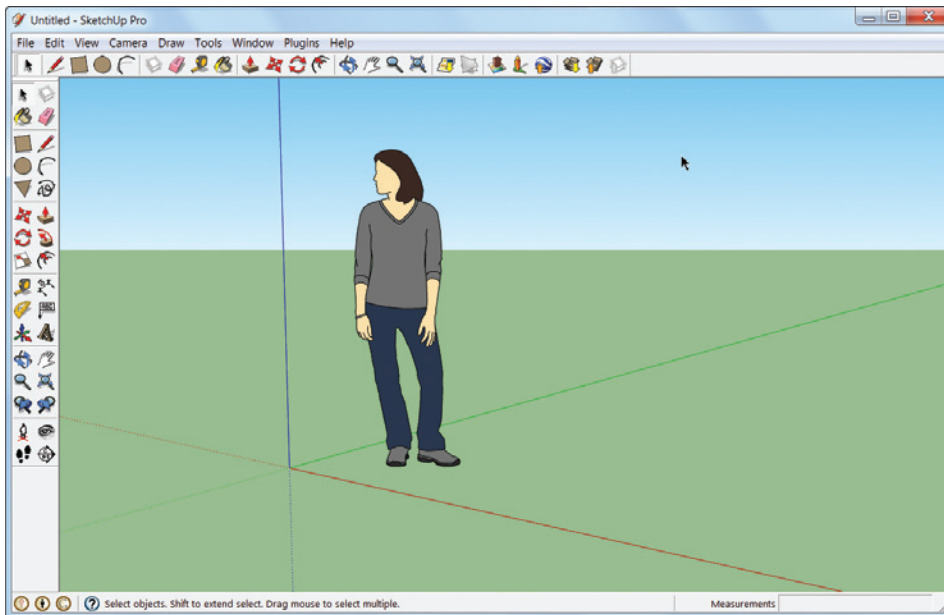 Untitled - SketchUp Pro
File Edit View Camera Draw Tools Window Plugins Help
Select objects. Shift to extend select. Drag mouse to select multiple.
Measurements